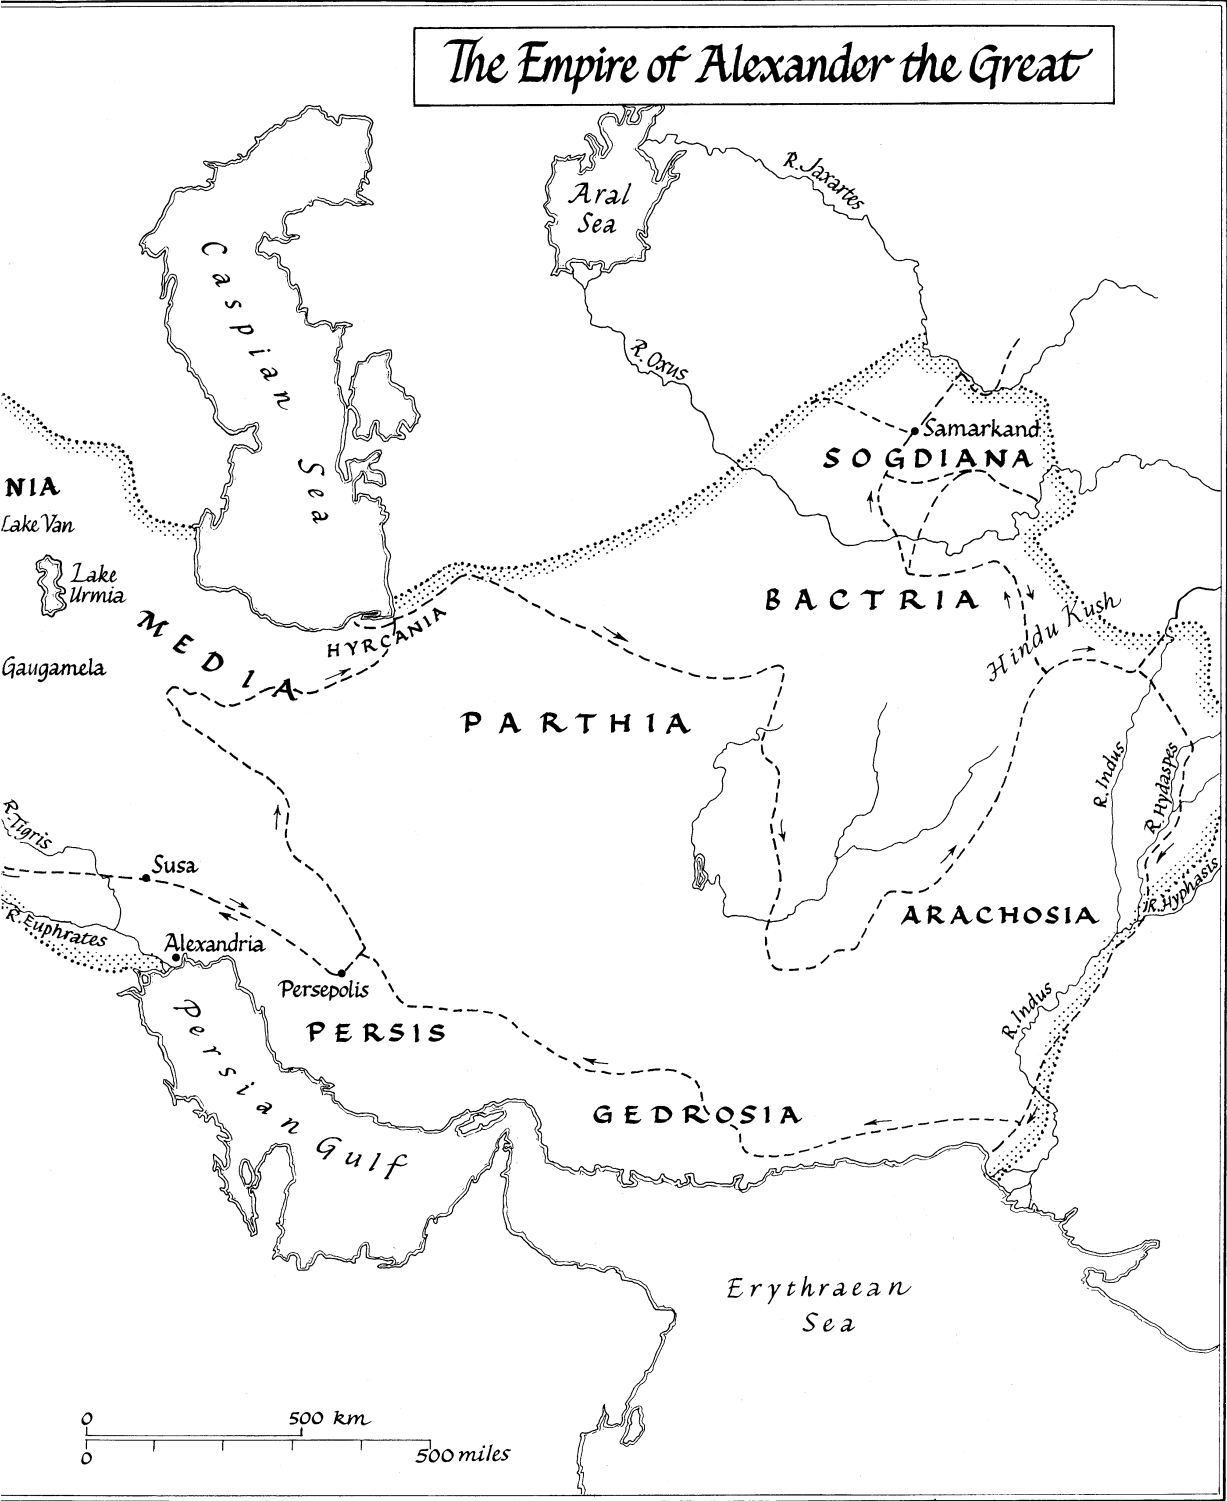 The Empire of Alexander the Great
Aral
Sea
R. Jaxartes
Caspian
Sea
R. Oxus
Samarkand
SOGDIANA
NIA
Lake Van
Lake
Urmia
BACTRIA
HYRCANIA
MEDIA
Hindu Kush
Gaugamela
PARTHIA
R. Indus
R. Hydaspes
R. Tigris
Susa
R. Hyphasis
R. Euphrates
ARACHOSIA
Alexandria
Persepolis
PERSIS
R. Indus
Persian
Gulf
GEDROSIA
Erythraean
Sea
0 500 km
0 500 miles